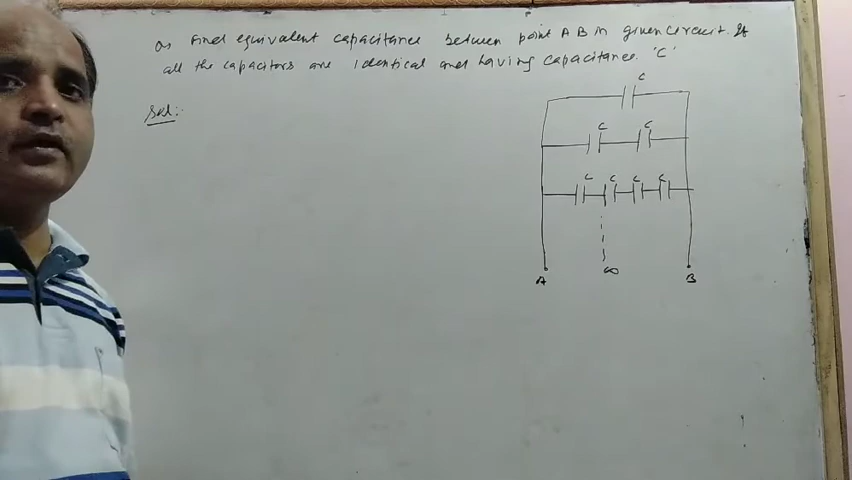 Q Find equivalent capacitance between point A B in given circuit. If
all the capacitors are identical and having capacitance 'C'
Sol:
C
C C
C C C C
A ∞ B